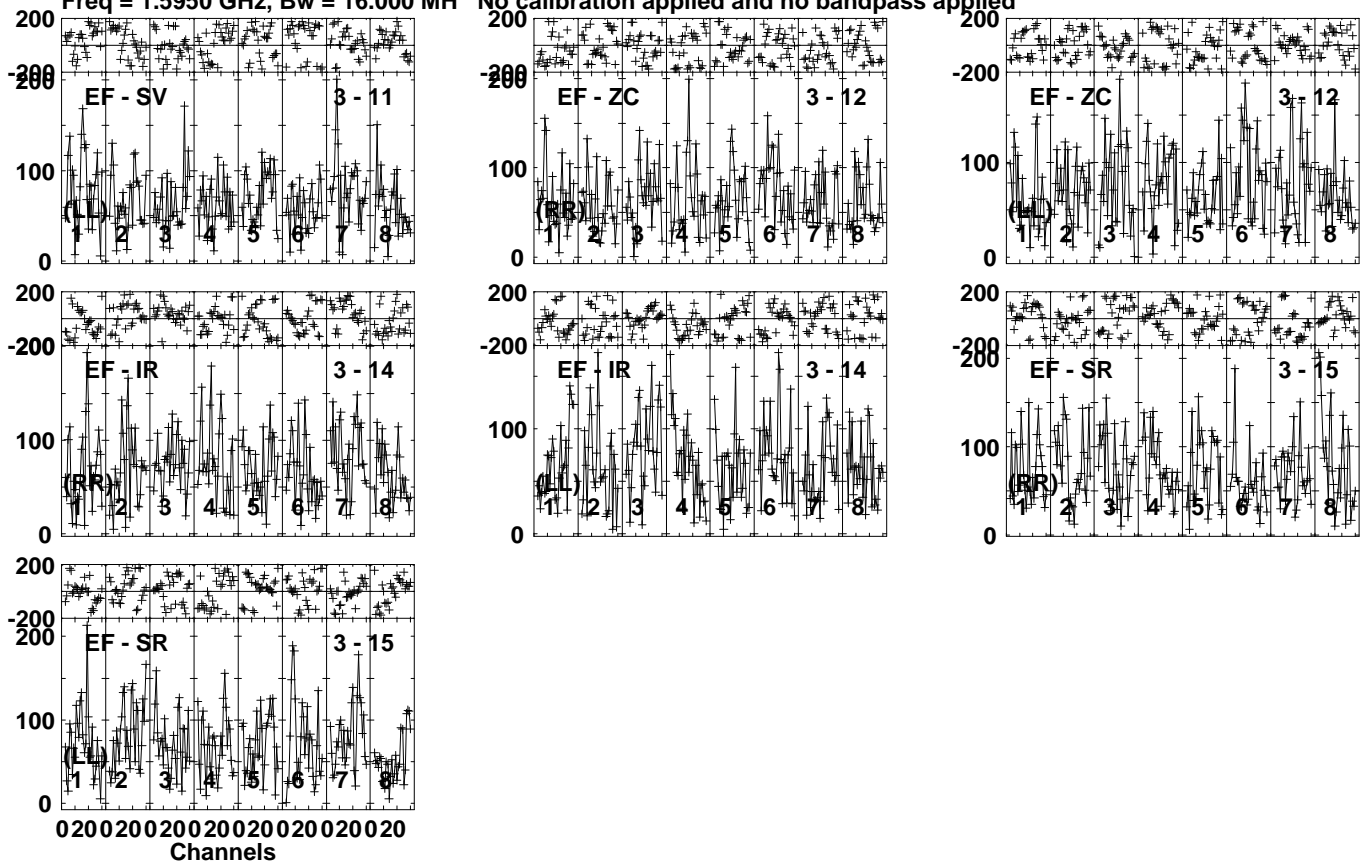 Freq = 1.5950 GHz, Bw = 16.000 MH No calibration applied and no bandpass applied
200 200 200
-200 -200 -200
200 200 200
EF - SV 3 - 11 EF - ZC 3 - 12 EF - ZC 3 - 12
100 100 100
(LL) (RR) (LL)
1 2 3 4 5 6 7 8 1 2 3 4 5 6 7 8 1 2 3 4 5 6 7 8
0 0 0
200 200 200
-200 -200 -200
200 200
EF - IR 3 - 14 EF - IR 3 - 14 EF - SR 3 - 15
100 100 100
(RR) (LL) (RR)
1 2 3 4 5 6 7 8 1 2 3 4 5 6 7 8 1 2 3 4 5 6 7 8
0 0 0
200
-200
200
EF - SR 3 - 15
100
(LL)
1 2 3 4 5 6 7 8
0
0 20 0 20 0 20 0 20 0 20 0 20 0 20 0 20
Channels